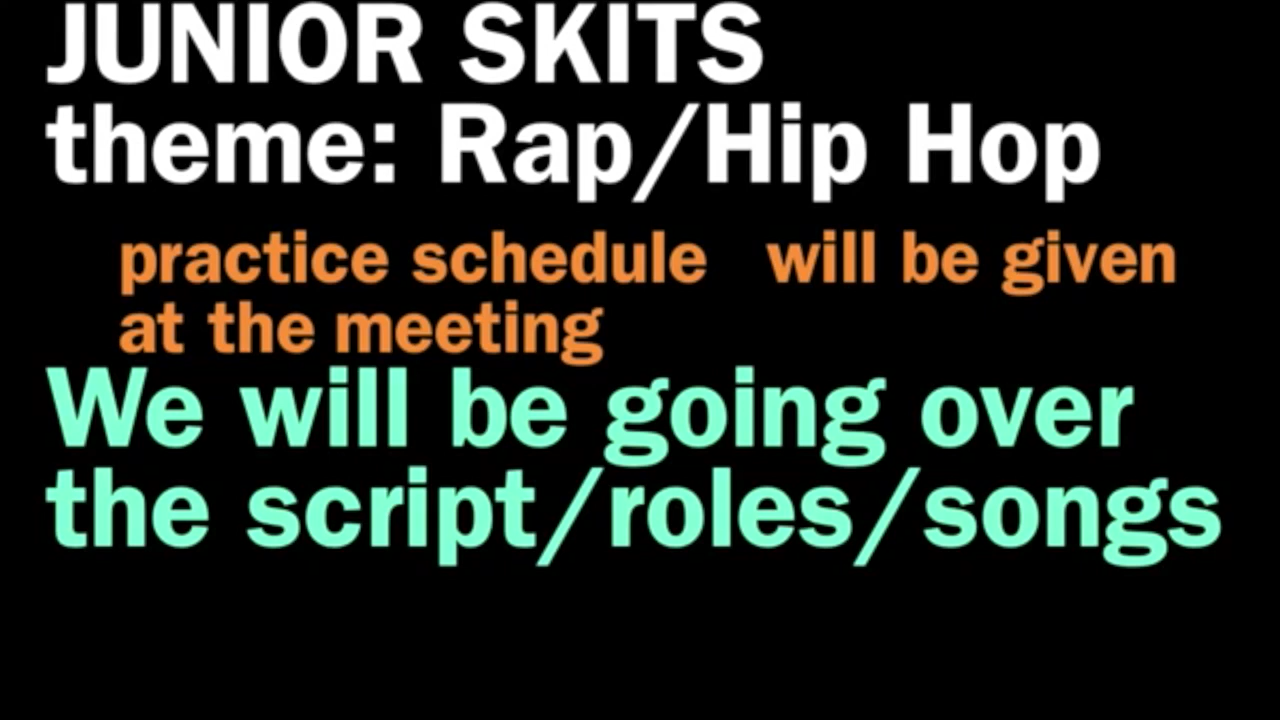 JUNIOR SKITS
theme: Rap/Hip Hop
practice schedule will be given
at the meeting
We will be going over
the script/roles/songs